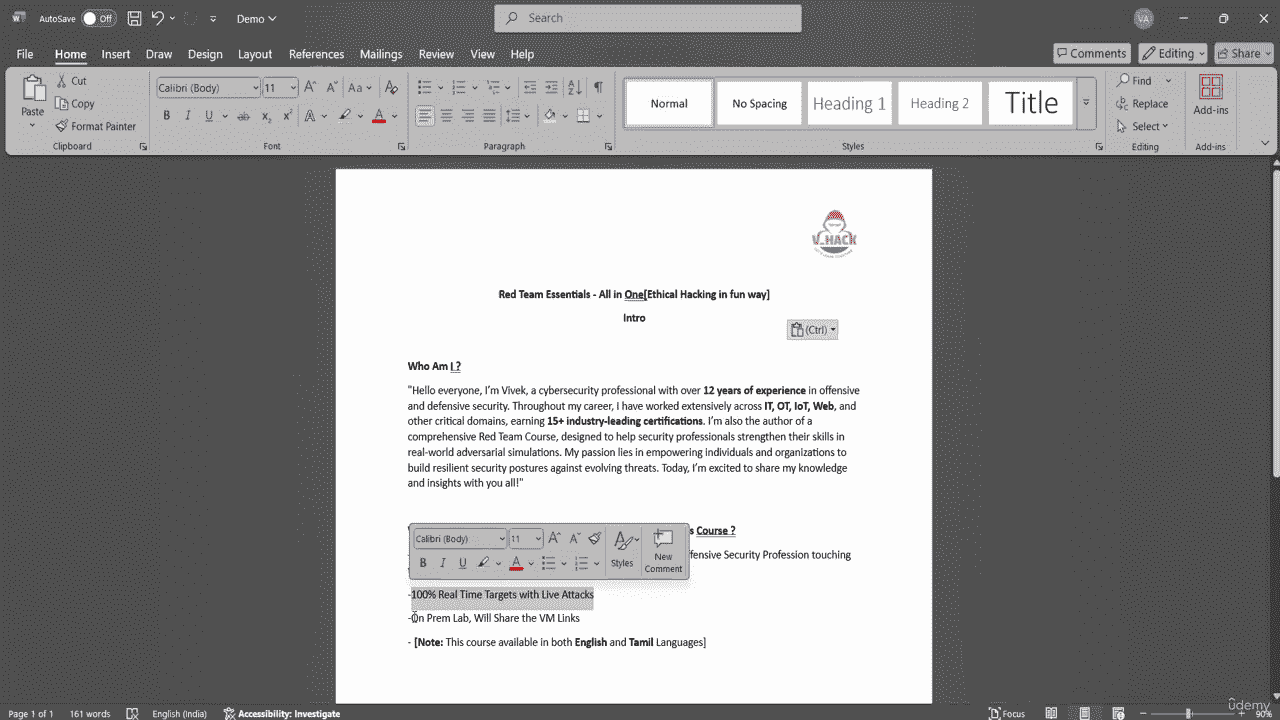 AutoSave Off Demo Search VA
File Home Insert Draw Design Layout References Mailings Review View Help Comments Editing Share
Paste Cut Copy Format Painter Clipboard
Calibri (Body) 11 Aa Font
Paragraph
Normal No Spacing Heading 1 Heading 2 Title Styles
Find Replace Select Editing
Add-ins Add-ins
V_HACK
Red Team Essentials - All in One[Ethical Hacking in fun way]
Intro
(Ctrl)
Who Am I ?
"Hello everyone, I'm Vivek, a cybersecurity professional with over 12 years of experience in offensive
and defensive security. Throughout my career, I have worked extensively across IT, OT, IoT, Web, and
other critical domains, earning 15+ industry-leading certifications. I'm also the author of a
comprehensive Red Team Course, designed to help security professionals strengthen their skills in
real-world adversarial simulations. My passion lies in empowering individuals and organizations to
build resilient security postures against evolving threats. Today, I'm excited to share my knowledge
and insights with you all!"
s Course ?
Calibri (Body) 11 Styles New Comment
ffensive Security Profession touching
-100% Real Time Targets with Live Attacks
-On Prem Lab, Will Share the VM Links
- [Note: This course available in both English and Tamil Languages]
Udemy
Page 1 of 1 161 words English (India) Accessibility: Investigate Focus 90%